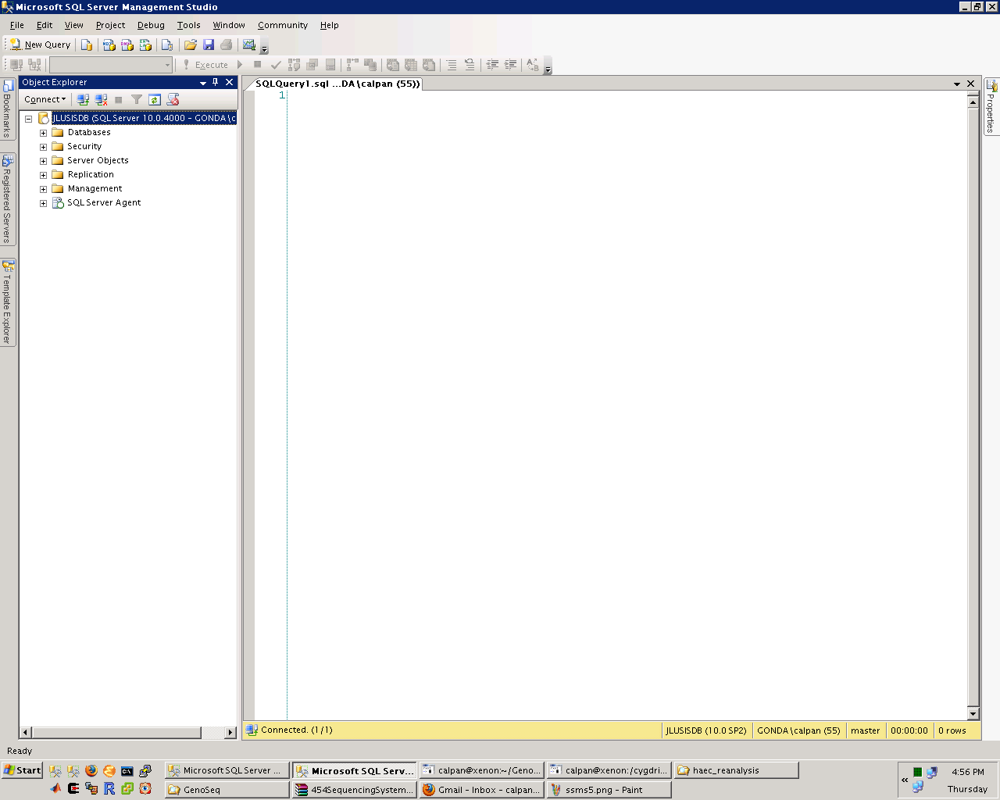 Microsoft SQL Server Management Studio
File Edit View Project Debug Tools Window Community Help
New Query
Execute
Object Explorer
Connect
JLUSISDB (SQL Server 10.0.4000 - GONDA\c
Databases
Security
Server Objects
Replication
Management
SQL Server Agent
Bookmarks
Registered Servers
Template Explorer
SQLQuery1.sql ...DA\calpan (55))
1
Properties
Connected. (1/1)
JLUSISDB (10.0 SP2)
GONDA\calpan (55)
master
00:00:00
0 rows
Ready
Start
Microsoft SQL Server ...
Microsoft SQL Serv...
calpan@xenon:~/Geno...
calpan@xenon:/cygdri...
haec_reanalysis
GenoSeq
454SequencingSystem...
Gmail - Inbox - calpan...
ssms5.png - Paint
4:56 PM
Thursday